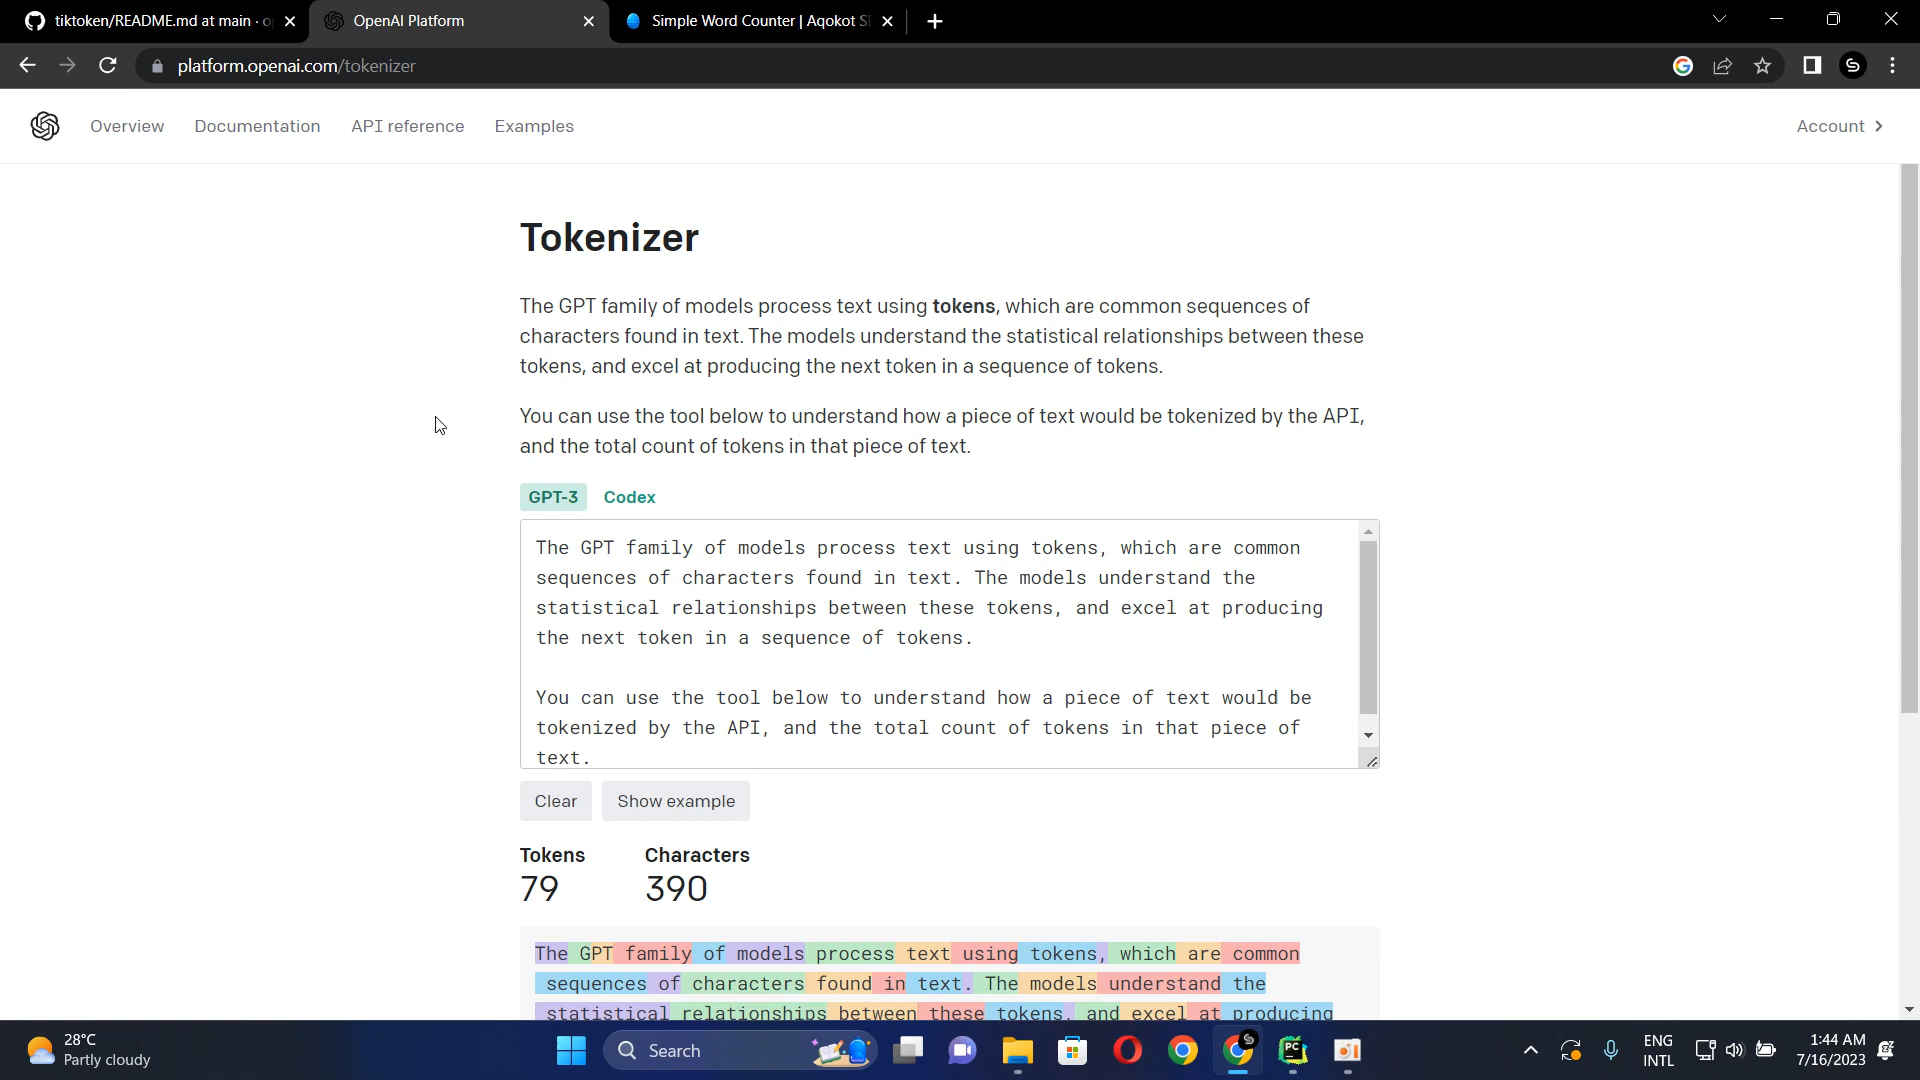 tiktoken/README.md at main · o
OpenAI Platform
Simple Word Counter | Aqokot S
platform.openai.com/tokenizer
Overview
Documentation
API reference
Examples
Account
Tokenizer
The GPT family of models process text using tokens, which are common sequences of
characters found in text. The models understand the statistical relationships between these
tokens, and excel at producing the next token in a sequence of tokens.
You can use the tool below to understand how a piece of text would be tokenized by the API,
and the total count of tokens in that piece of text.
GPT-3
Codex
The GPT family of models process text using tokens, which are common
sequences of characters found in text. The models understand the
statistical relationships between these tokens, and excel at producing
the next token in a sequence of tokens.
You can use the tool below to understand how a piece of text would be
tokenized by the API, and the total count of tokens in that piece of
text.
Clear
Show example
Tokens
Characters
79
390
The GPT family of models process text using tokens, which are common
sequences of characters found in text. The models understand the
statistical relationships between these tokens, and excel at producing
28°C
Partly cloudy
Search
PC
ENG
INTL
1:44 AM
7/16/2023